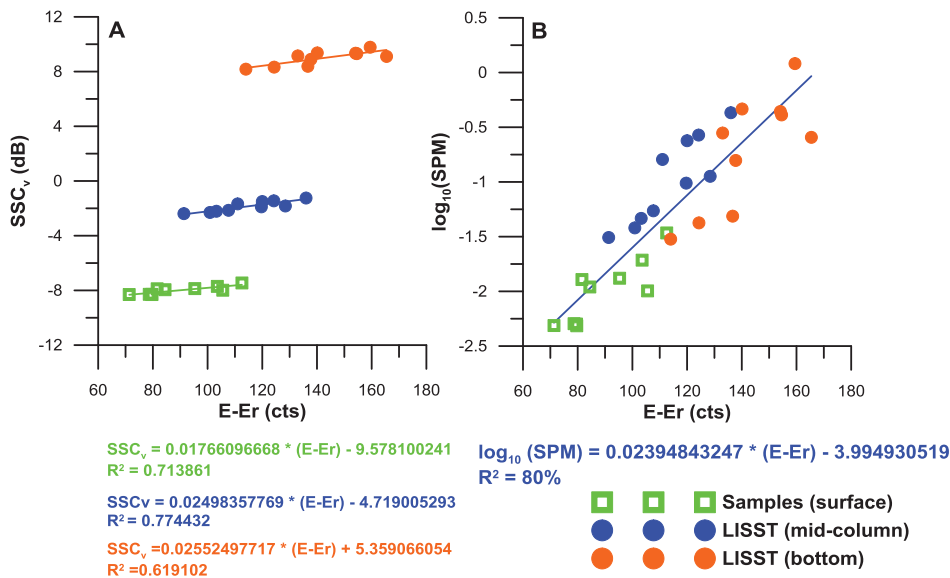 A
SSCv (dB)
12
8
4
0
-4
-8
-12
60 80 100 120 140 160 180
E-Er (cts)
B
log10(SPM)
0.5
0
-0.5
-1
-1.5
-2
-2.5
60 80 100 120 140 160 180
E-Er (cts)
SSCv = 0.01766096668 * (E-Er) - 9.578100241
R² = 0.713861
SSCv = 0.02498357769 * (E-Er) - 4.719005293
R² = 0.774432
SSCv =0.02552497717 * (E-Er) + 5.359066054
R² =0.619102
log10 (SPM) = 0.02394843247 * (E-Er) - 3.994930519
R² = 80%
Samples (surface)
LISST (mid-column)
LISST (bottom)